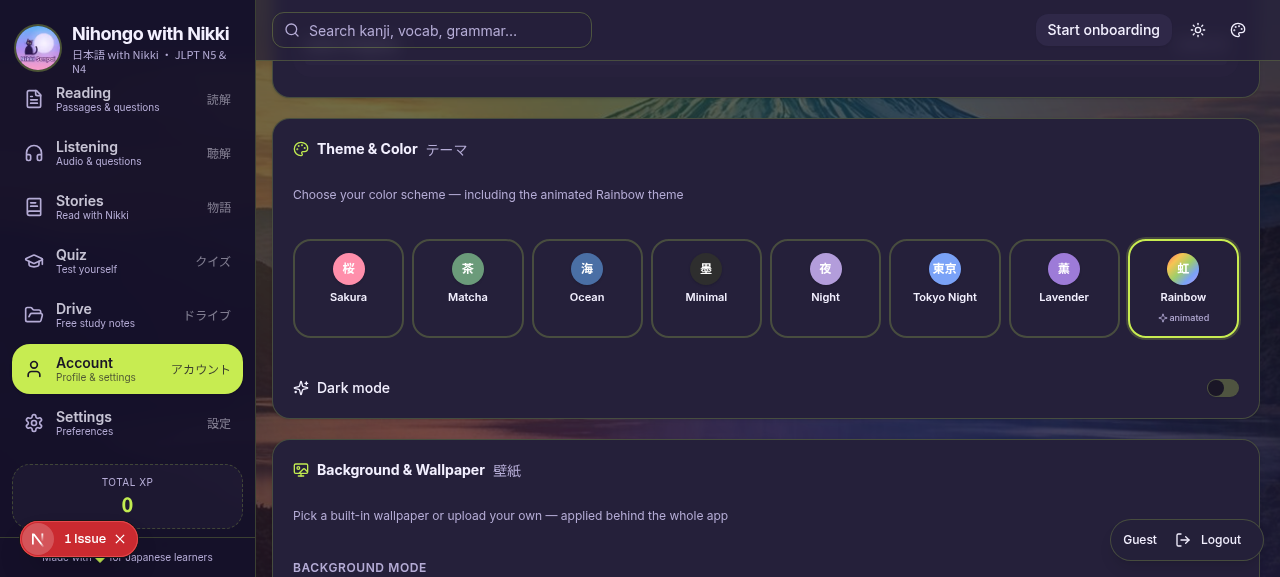 Nihongo with Nikki
日本語 with Nikki ・ JLPT N5 &
N4
Reading
Passages & questions
読解
Listening
Audio & questions
聴解
Stories
Read with Nikki
物語
Quiz
Test yourself
クイズ
Drive
Free study notes
ドライブ
Account
Profile & settings
アカウント
Settings
Preferences
設定
TOTAL XP
0
1 Issue
Made with
for Japanese learners
Search kanji, vocab, grammar...
Start onboarding
Theme & Color テーマ
Choose your color scheme — including the animated Rainbow theme
桜
Sakura
茶
Matcha
海
Ocean
墨
Minimal
夜
Night
東京
Tokyo Night
薫
Lavender
虹
Rainbow
animated
Dark mode
Background & Wallpaper 壁紙
Pick a built-in wallpaper or upload your own — applied behind the whole app
BACKGROUND MODE
Guest
Logout